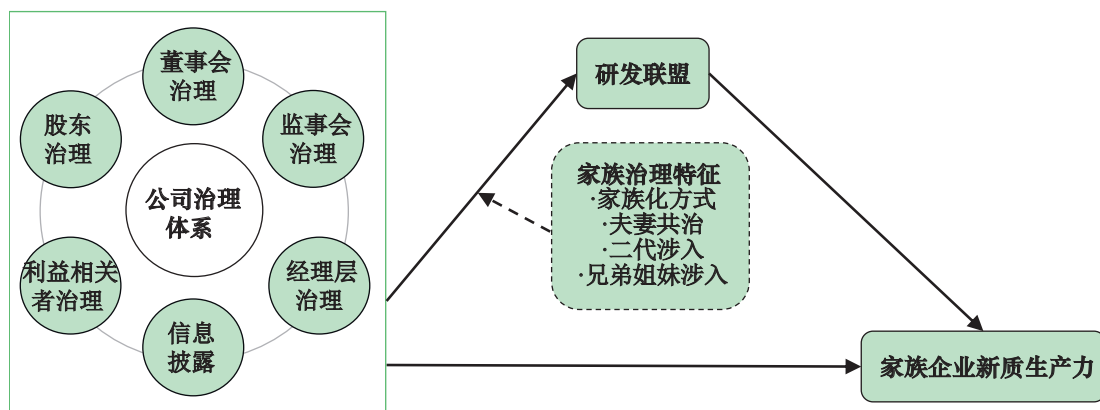 董事会
治理
股东
治理
监事会
治理
公司治理
体系
利益相关
者治理
经理层
治理
信息
披露
研发联盟
家族治理特征
·家族化方式
·夫妻共治
·二代涉入
·兄弟姐妹涉入
家族企业新质生产力